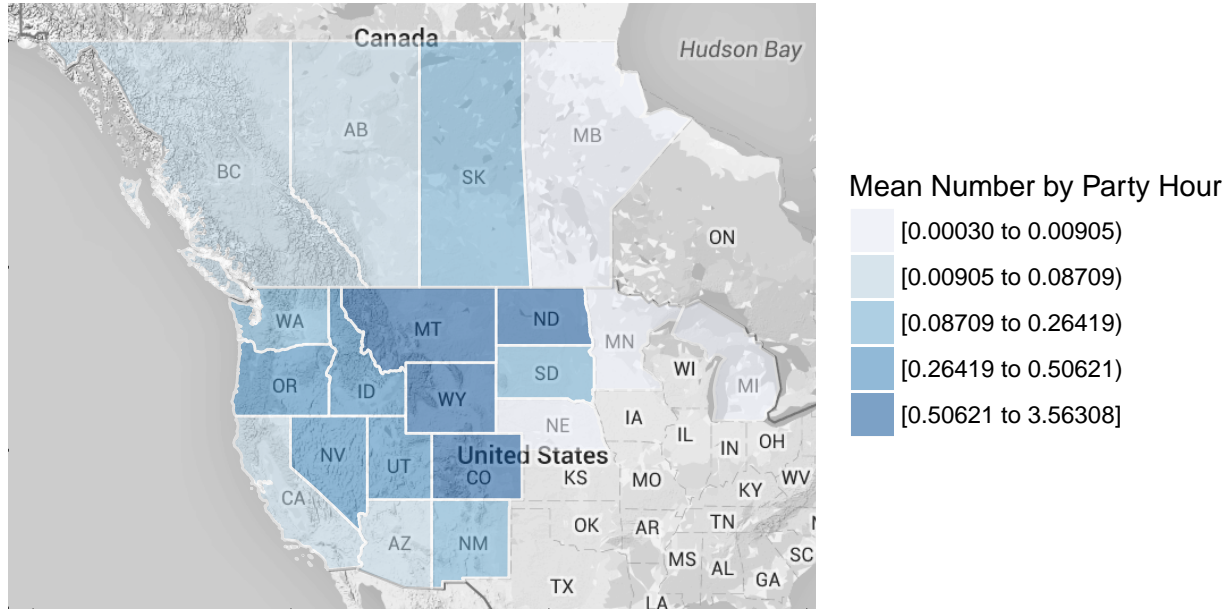 Canada
Hudson Bay
AB
MB
BC
SK
ON
WA
MT
ND
MN
OR
ID
SD
WI
MI
WY
NE
IA
IL
IN
OH
NV
UT
United States
CO
KS
MO
KY
WV
CA
OK
AR
TN
AZ
NM
MS
AL
SC
TX
GA
LA
Mean Number by Party Hour
[0.00030 to 0.00905)
[0.00905 to 0.08709)
[0.08709 to 0.26419)
[0.26419 to 0.50621)
[0.50621 to 3.56308]